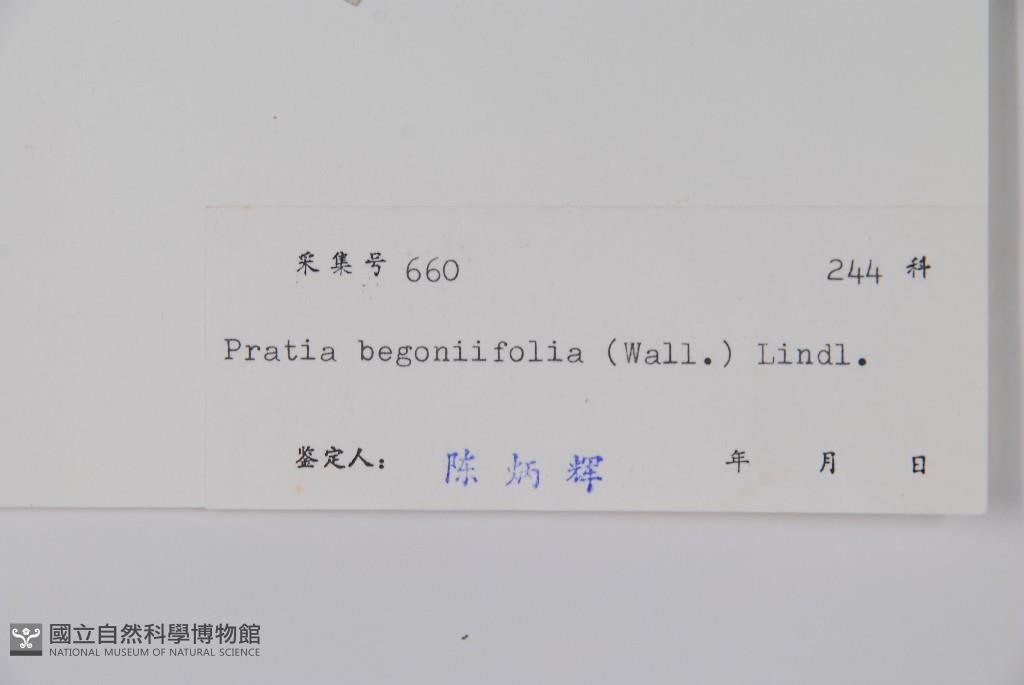 采集号 660 244 科
Pratia begoniifolia (Wall.) Lindl.
鉴定人： 陈炳辉 年 月 日
國立自然科學博物館
NATIONAL MUSEUM OF NATURAL SCIENCE